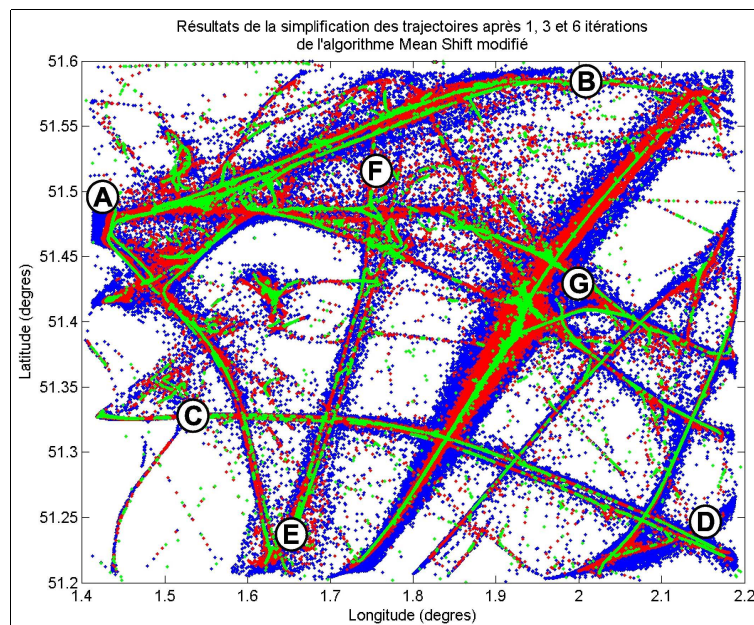 Résultats de la simplification des trajectoires après 1, 3 et 6 itérations
de l'algorithme Mean Shift modifié
51.6
B
51.55
F
51.5
A
51.45
G
Latitude (degres)
51.4
51.35
C
51.3
51.25
D
E
51.2
1.4 1.5 1.6 1.7 1.8 1.9 2 2.1 2.2
Longitude (degres)